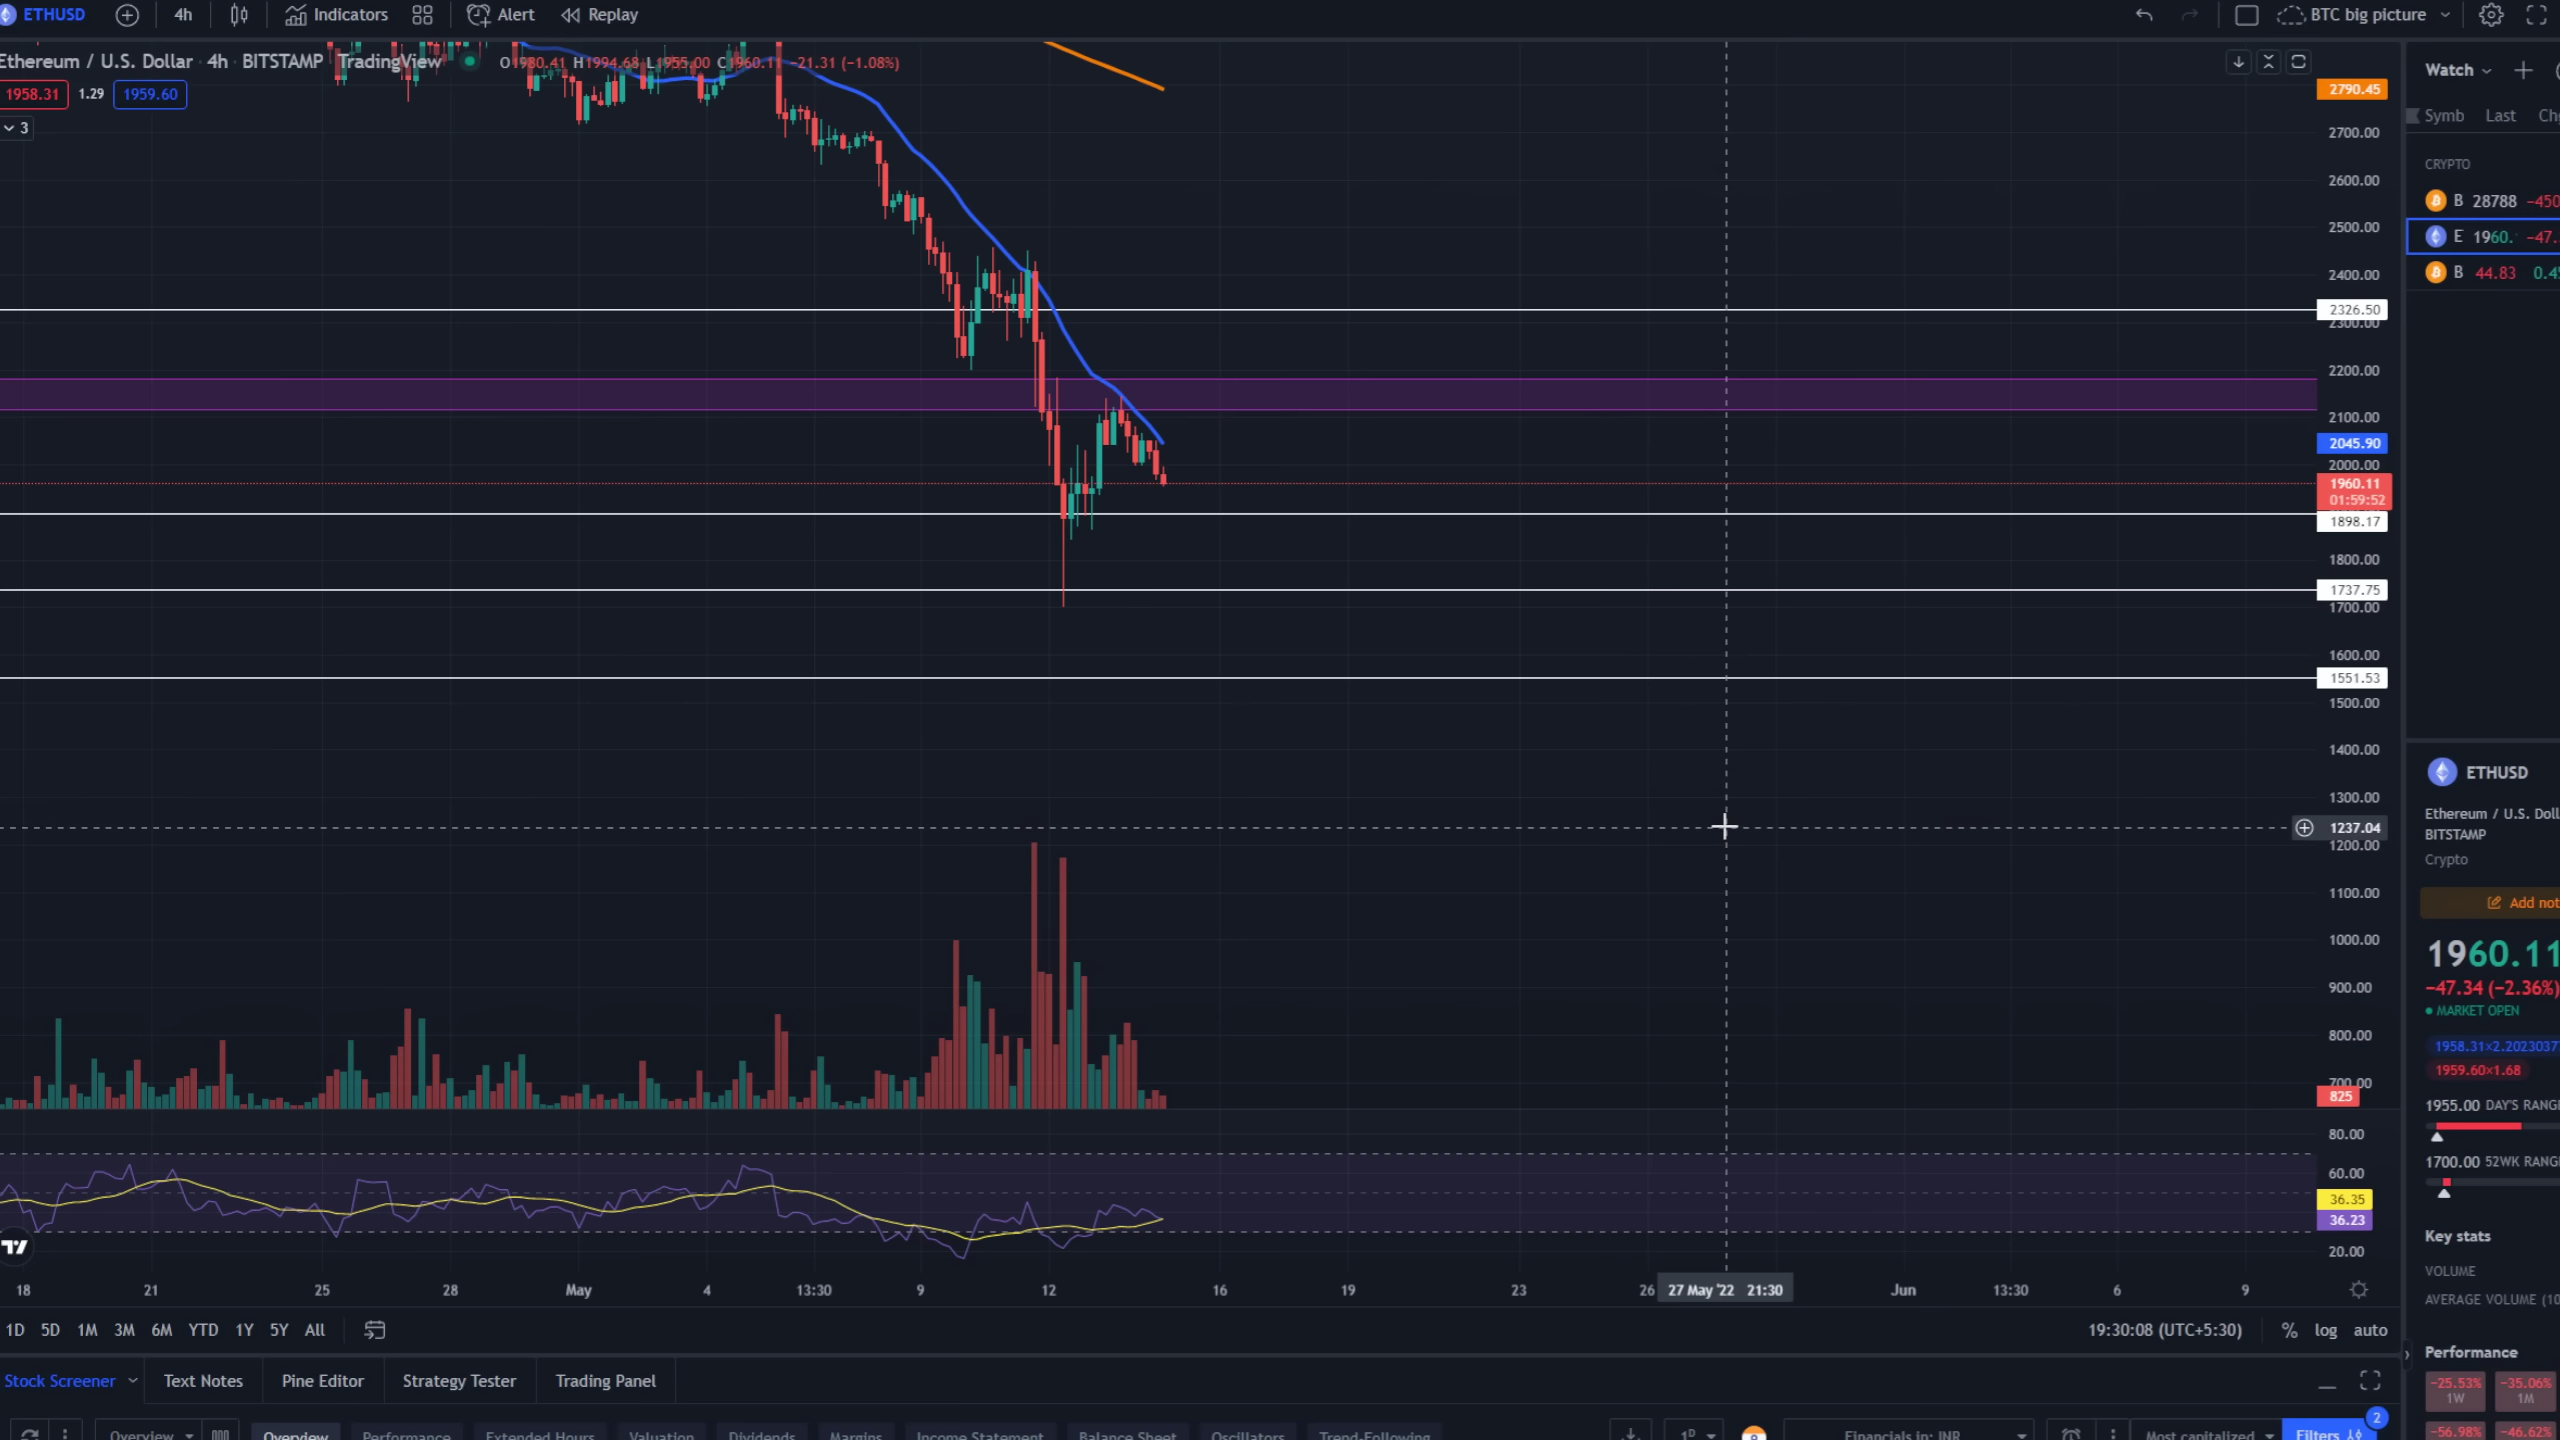 ETHUSD 4h Indicators Alert Replay BTC big picture
Ethereum / U.S. Dollar · 4h · BITSTAMP TradingView O1980.41 H1994.68 L1955.00 C1960.11 −21.31 (−1.08%)
1958.31 1.29 1959.60
3
2790.45
2700.00
2600.00
2500.00
2400.00
2326.50
2300.00
2200.00
2100.00
2045.90
2000.00
1960.11
01:59:52
1898.17
1800.00
1737.75
1700.00
1600.00
1551.53
1500.00
1400.00
1300.00
1237.04
1200.00
1100.00
1000.00
900.00
800.00
700.00
825
80.00
60.00
36.35
36.23
20.00
18 21 25 28 May 4 13:30 9 12 16 19 23 26 27 May '22 21:30 Jun 13:30 6 9
1D 5D 1M 3M 6M YTD 1Y 5Y All 19:30:08 (UTC+5:30) % log auto
Stock Screener Text Notes Pine Editor Strategy Tester Trading Panel
Overview Overview Performance Extended Hours Valuation Dividends Margins Income Statement Balance Sheet Oscillators Trend-Following 1D Financials in: INR Most capitalized Filters 2
Watch
Symb Last Ch
CRYPTO
B 28788 −450
E 1960. −47.
B 44.83 0.4
ETHUSD
Ethereum / U.S. Doll
BITSTAMP
Crypto
Add not
1960.11
−47.34 (−2.36%)
MARKET OPEN
1958.31×2.2023037
1959.60×1.68
1955.00 DAY'S RANG
1700.00 52WK RANG
Key stats
VOLUME
AVERAGE VOLUME (10
Performance
−25.53% −35.06%
1W 1M
−56.98% −46.62%